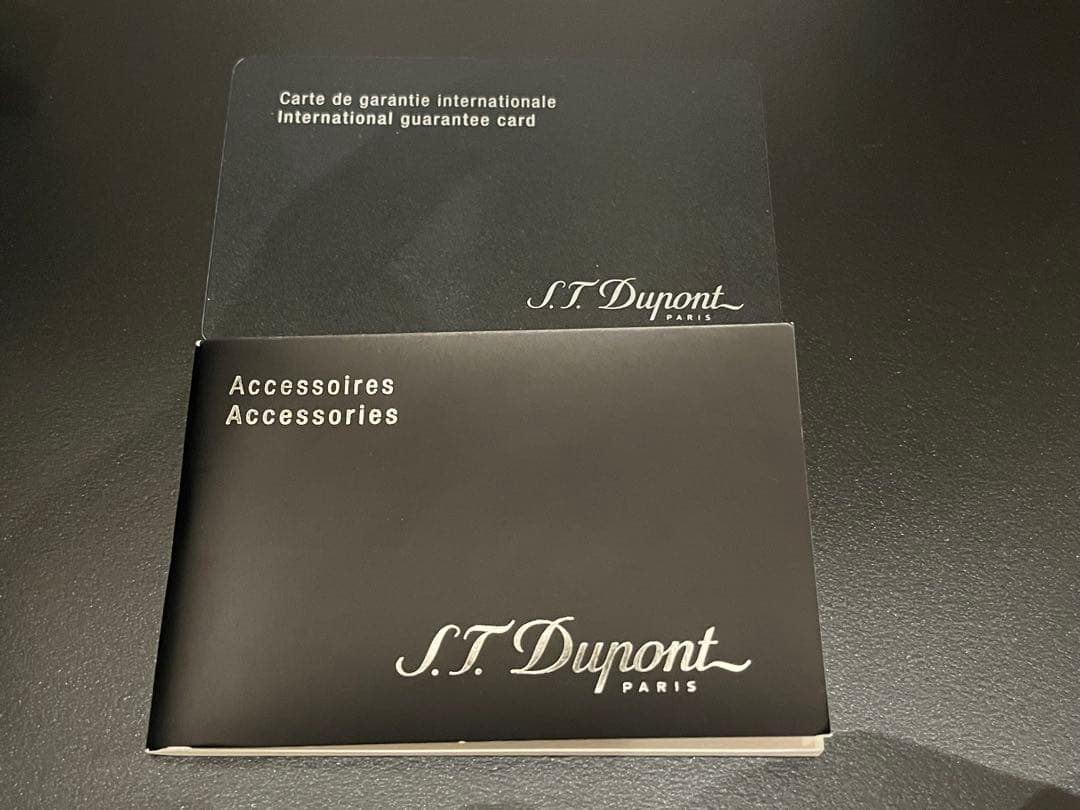 Carte de garantie internationale
International guarantee card
S.T. Dupont
PARIS
Accessoires
Accessories
S.T. Dupont
PARIS